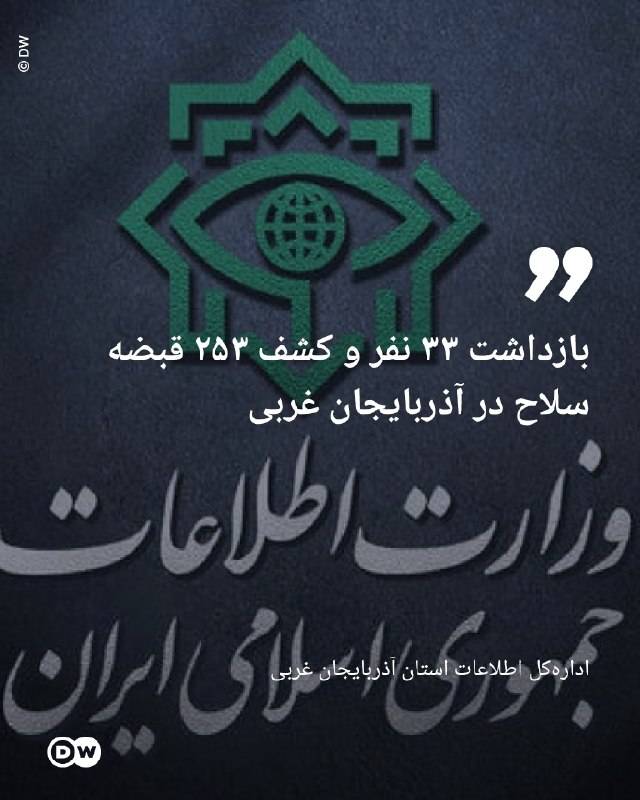 © DW
بازداشت ۳۳ نفر و کشف ۲۵۳ قبضه
سلاح در آذربایجان غربی
وزارت اطلاعات
جمهوری اسلامی ایران
اداره‌کل اطلاعات استان آذربایجان غربی
DW